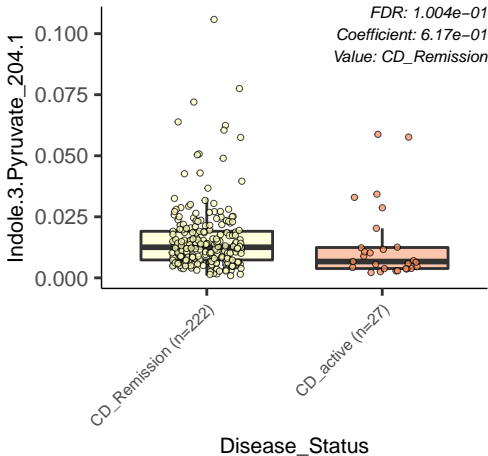 FDR: 1.004e−01
Coefficient: 6.17e−01
Value: CD_Remission
Indole.3.Pyruvate_204.1
0.100
0.075
0.050
0.025
0.000
CD_Remission (n=222)
CD_active (n=27)
Disease_Status